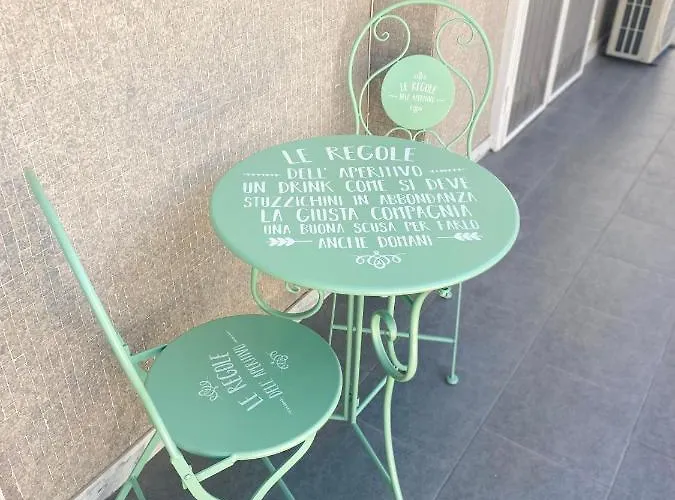 LE REGOLE
DELL' APERITIVO
LE REGOLE
DELL' APERITIVO
UN DRINK COME SI DEVE
STUZZICHINI IN ABBONDANZA
LA GIUSTA COMPAGNIA
UNA BUONA SCUSA PER FARLO
ANCHE DOMANI
LE REGOLE
DELL' APERITIVO